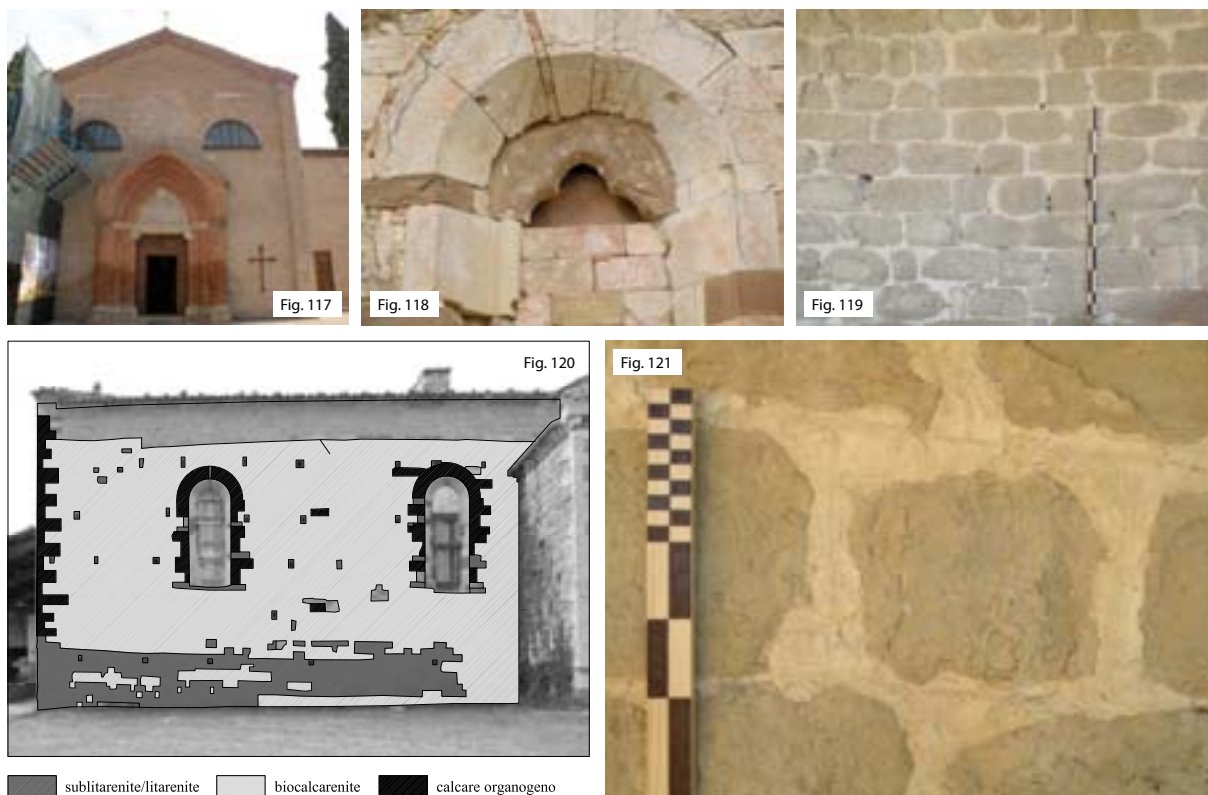 Fig. 117
Fig. 118
Fig. 119
Fig. 120
Fig. 121
sublitarenite/litarenite
biocalcarenite
calcare organogeno